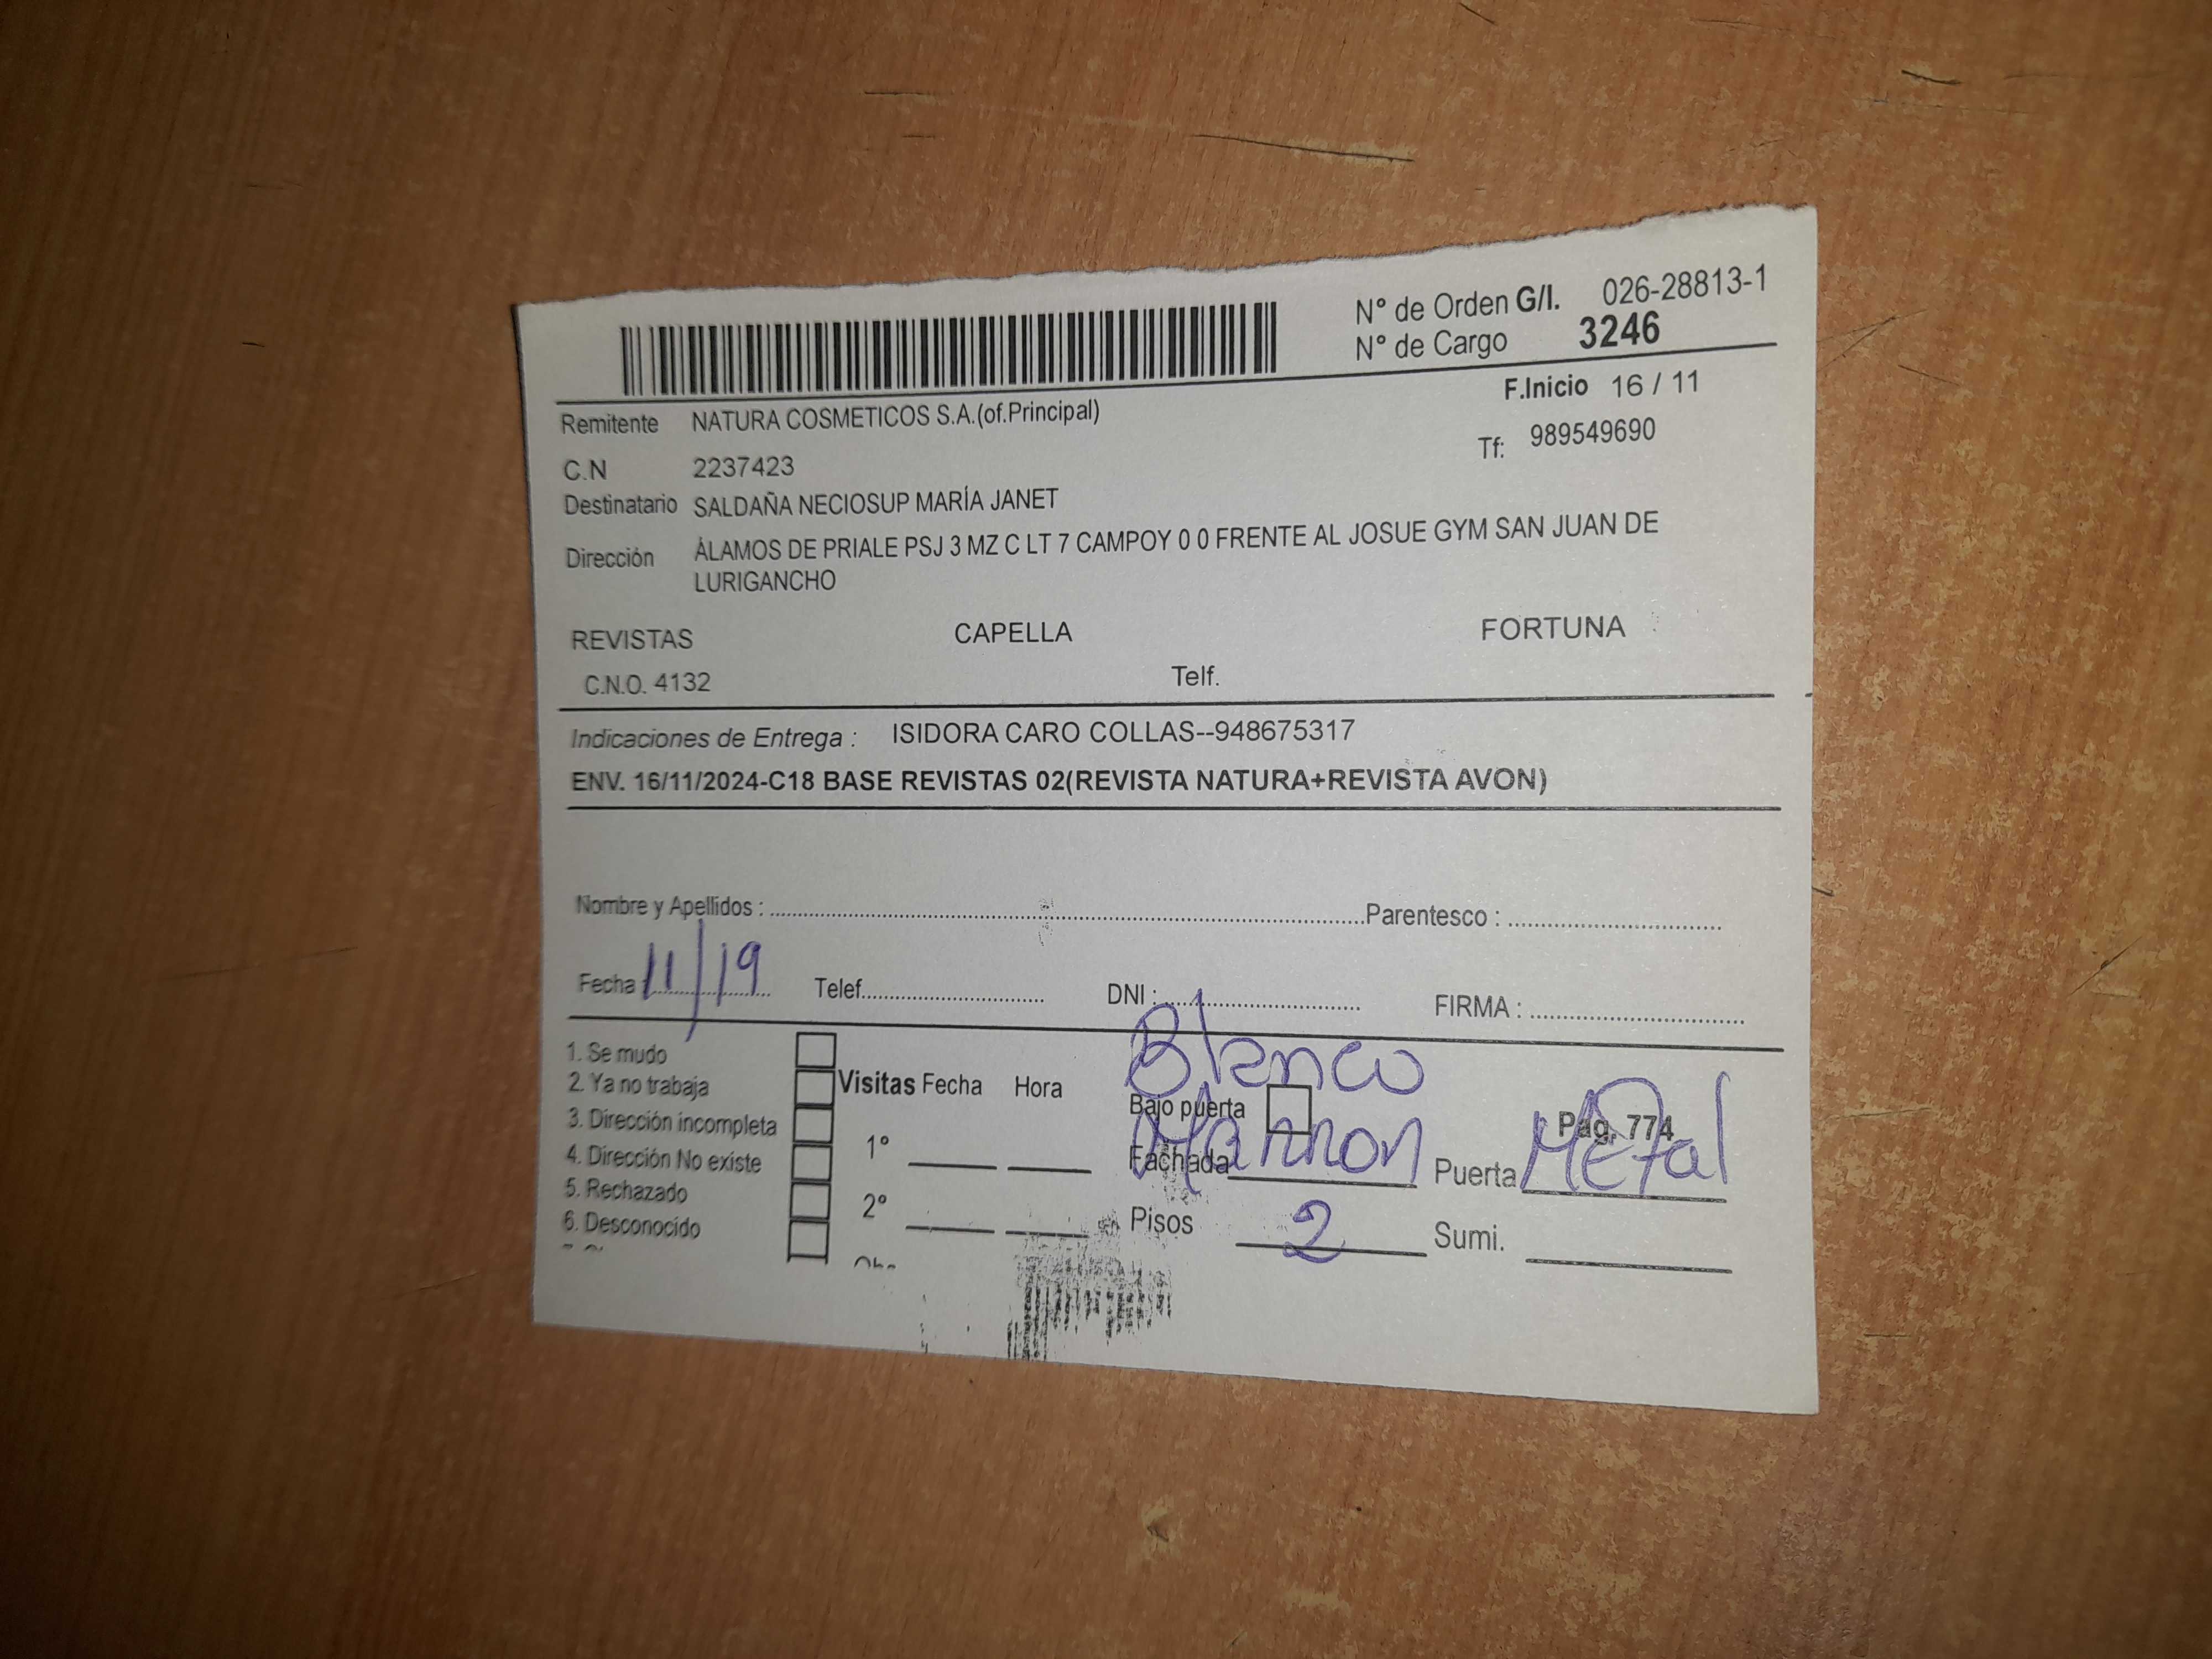 N° de Orden G/I. 026-28813-1
N° de Cargo 3246
F.Inicio 16 / 11
Remitente NATURA COSMETICOS S.A.(of.Principal)
Tf: 989549690
C.N 2237423
Destinatario SALDAÑA NECIOSUP MARÍA JANET
Dirección ÁLAMOS DE PRIALE PSJ 3 MZ C LT 7 CAMPOY 0 0 FRENTE AL JOSUE GYM SAN JUAN DE
LURIGANCHO
REVISTAS CAPELLA FORTUNA
C.N.O. 4132 Telf.
Indicaciones de Entrega : ISIDORA CARO COLLAS--948675317
ENV. 16/11/2024-C18 BASE REVISTAS 02(REVISTA NATURA+REVISTA AVON)
Nombre y Apellidos : Parentesco :
Fecha : 11/19 Telef. DNI : FIRMA :
Blanco
1. Se mudo
2. Ya no trabaja Visitas Fecha Hora Bajo puerta
3. Dirección incompleta 1° Marron Pág. 774
4. Dirección No existe Fachada Puerta Metal
5. Rechazado 2° Pisos 2 Sumi.
6. Desconocido